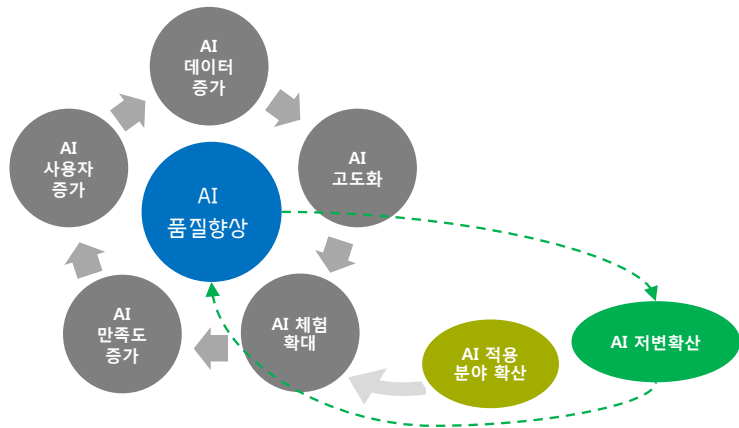 AI
데이터
증가
AI
고도화
AI
사용자
증가
AI
품질향상
AI
만족도
증가
AI 체험
확대
AI 적용
분야 확산
AI 저변확산